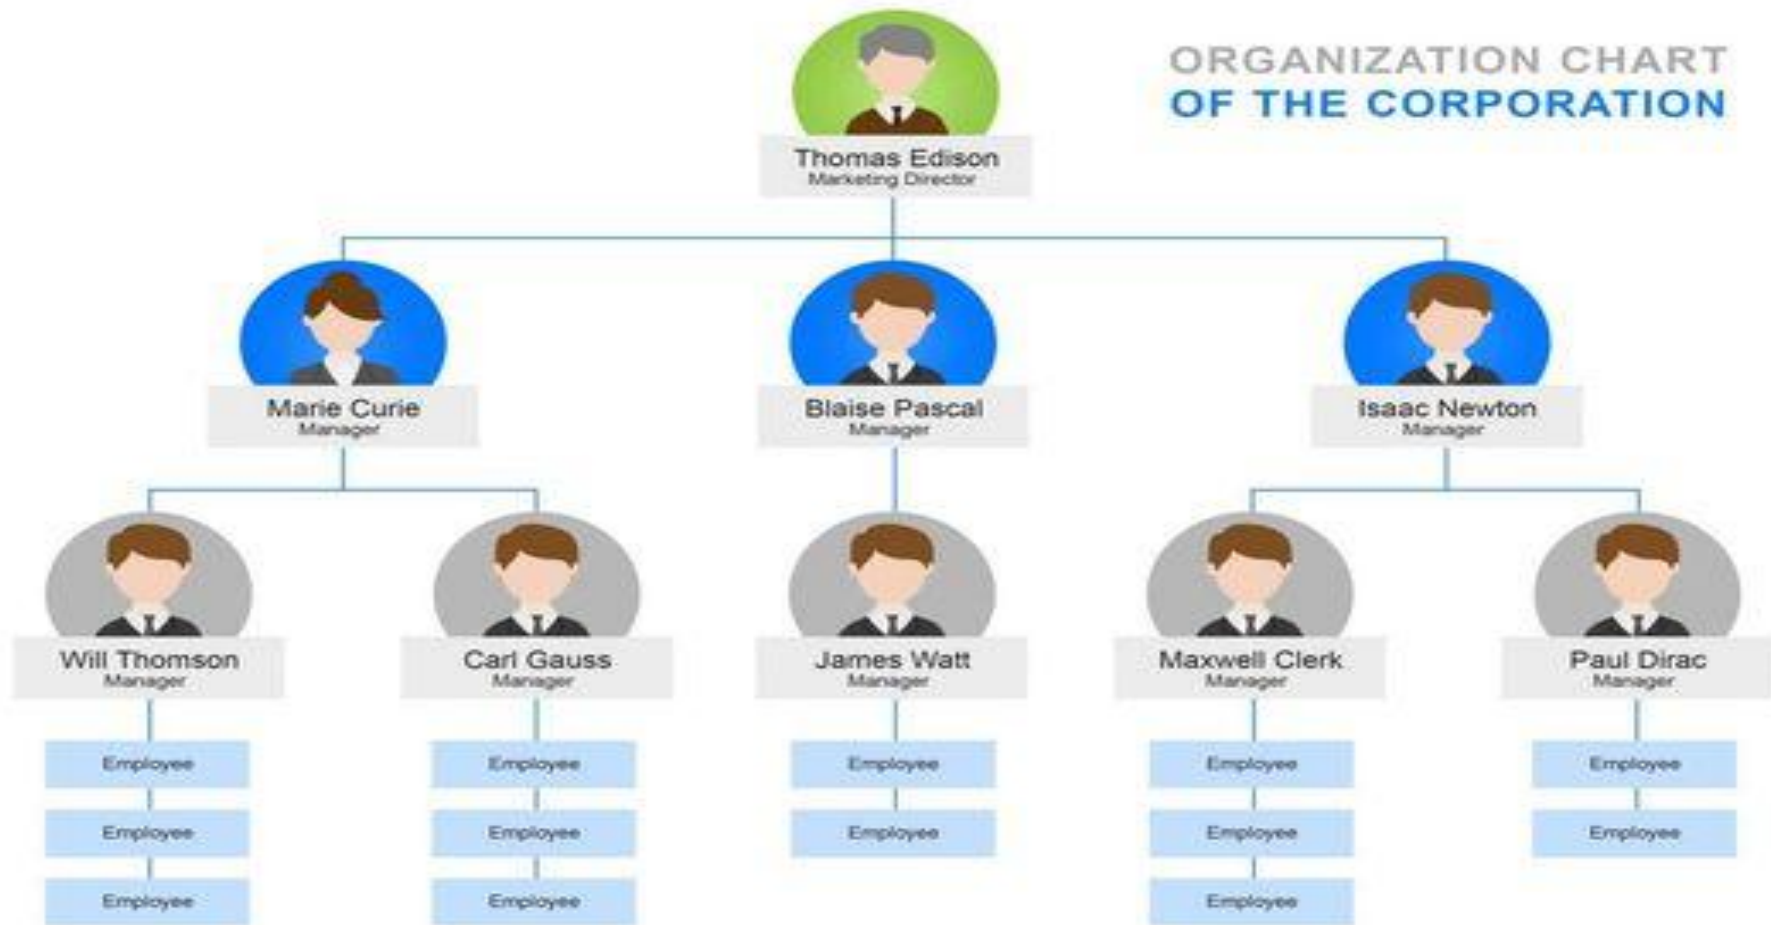 ORGANIZATION CHART
OF THE CORPORATION
Thomas Edison
Marketing Director
Marie Curie
Manager
Blaise Pascal
Manager
Isaac Newton
Manager
Will Thomson
Manager
Carl Gauss
Manager
James Watt
Manager
Maxwell Clerk
Manager
Paul Dirac
Manager
Employee
Employee
Employee
Employee
Employee
Employee
Employee
Employee
Employee
Employee
Employee
Employee
Employee